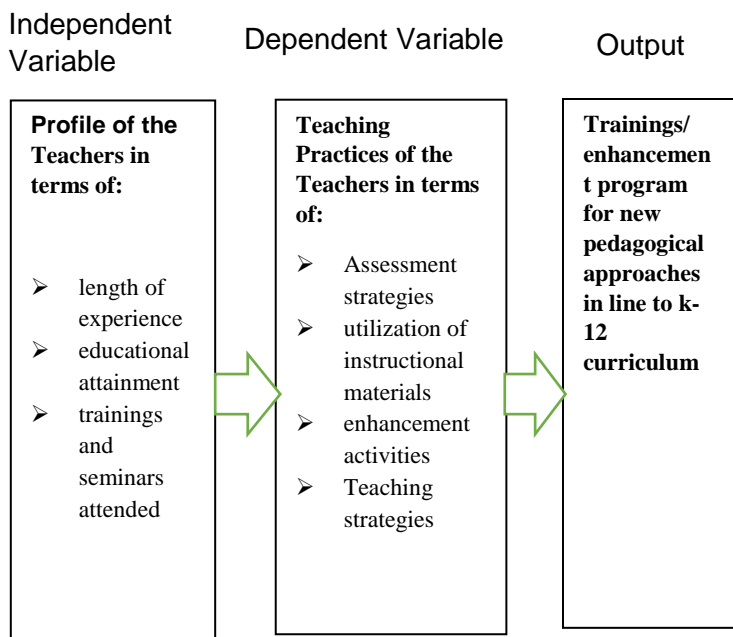 Independent
Variable
Dependent Variable
Output
Profile of the
Teachers in
terms of:
➢ length of
experience
➢ educational
attainment
➢ trainings
and
seminars
attended
Teaching
Practices of the
Teachers in terms
of:
➢ Assessment
strategies
➢ utilization of
instructional
materials
➢ enhancement
activities
➢ Teaching
strategies
Trainings/
enhancemen
t program
for new
pedagogical
approaches
in line to k-
12
curriculum